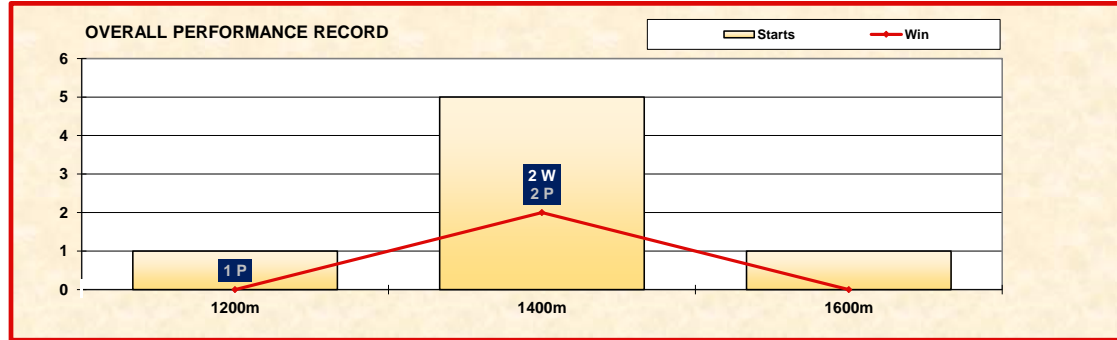 OVERALL PERFORMANCE RECORD
Starts Win
6
5
4
3
2
1
0
2 W
2 P
1 P
1200m 1400m 1600m